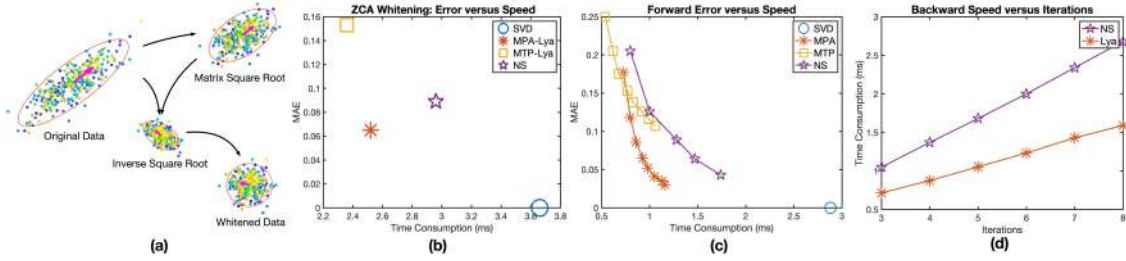 Original Data
Matrix Square Root
Inverse Square Root
Whitened Data
(a)
ZCA Whitening: Error versus Speed
MAE
0.16
0.14
0.12
0.1
0.08
0.06
0.04
0.02
0
2.2 2.4 2.6 2.8 3 3.2 3.4 3.6 3.8
Time Consumption (ms)
SVD
MPA-Lya
MTP-Lya
NS
(b)
Forward Error versus Speed
MAE
0.25
0.2
0.15
0.1
0.05
0
0.5 1 1.5 2 2.5 3
Time Consumption (ms)
SVD
MPA
MTP
NS
(c)
Backward Speed versus Iterations
Time Consumption (ms)
3.5
2.5
1.5
0.5
3 4 5 6 7 8
Iterations
NS
Lya
(d)